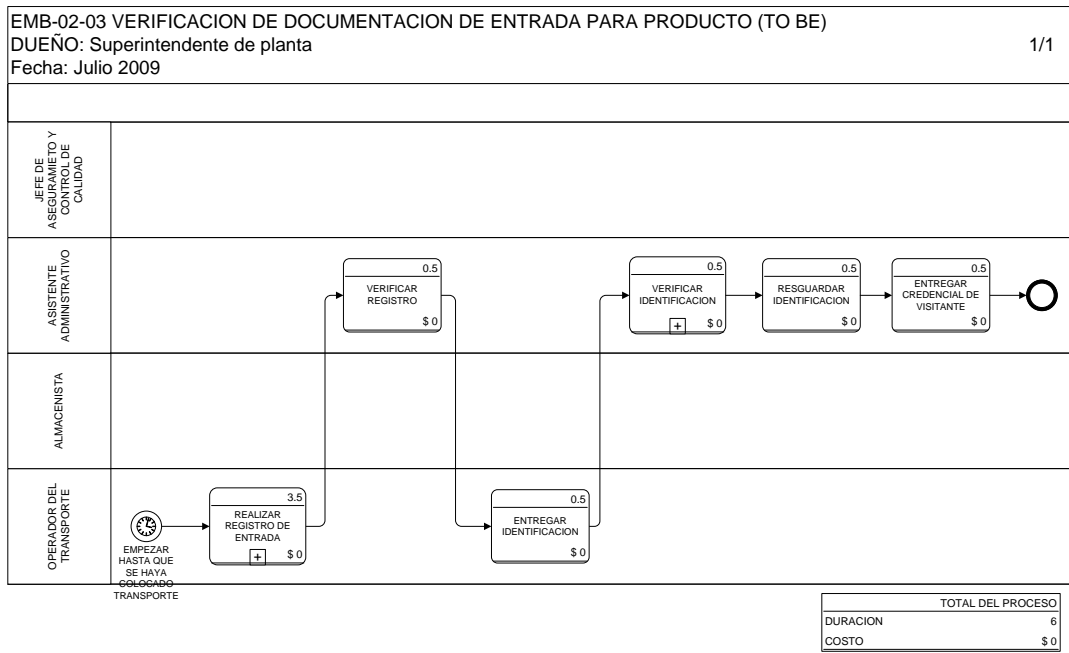 EMB-02-03 VERIFICACION DE DOCUMENTACION DE ENTRADA PARA PRODUCTO (TO BE)
DUEÑO: Superintendente de planta
1/1
Fecha: Julio 2009
JEFE DE
ASEGURAMIETO Y
CONTROL DE
CALIDAD
ASISTENTE
ADMINISTRATIVO
0.5
VERIFICAR
REGISTRO
$ 0
0.5
VERIFICAR
IDENTIFICACION
+
$ 0
0.5
RESGUARDAR
IDENTIFICACION
$ 0
0.5
ENTREGAR
CREDENCIAL DE
VISITANTE
$ 0
ALMACENISTA
OPERADOR DEL
TRANSPORTE
EMPEZAR
HASTA QUE
SE HAYA
COLOCADO
TRANSPORTE
3.5
REALIZAR
REGISTRO DE
ENTRADA
+
$ 0
0.5
ENTREGAR
IDENTIFICACION
$ 0
TOTAL DEL PROCESO
DURACION 6
COSTO $ 0